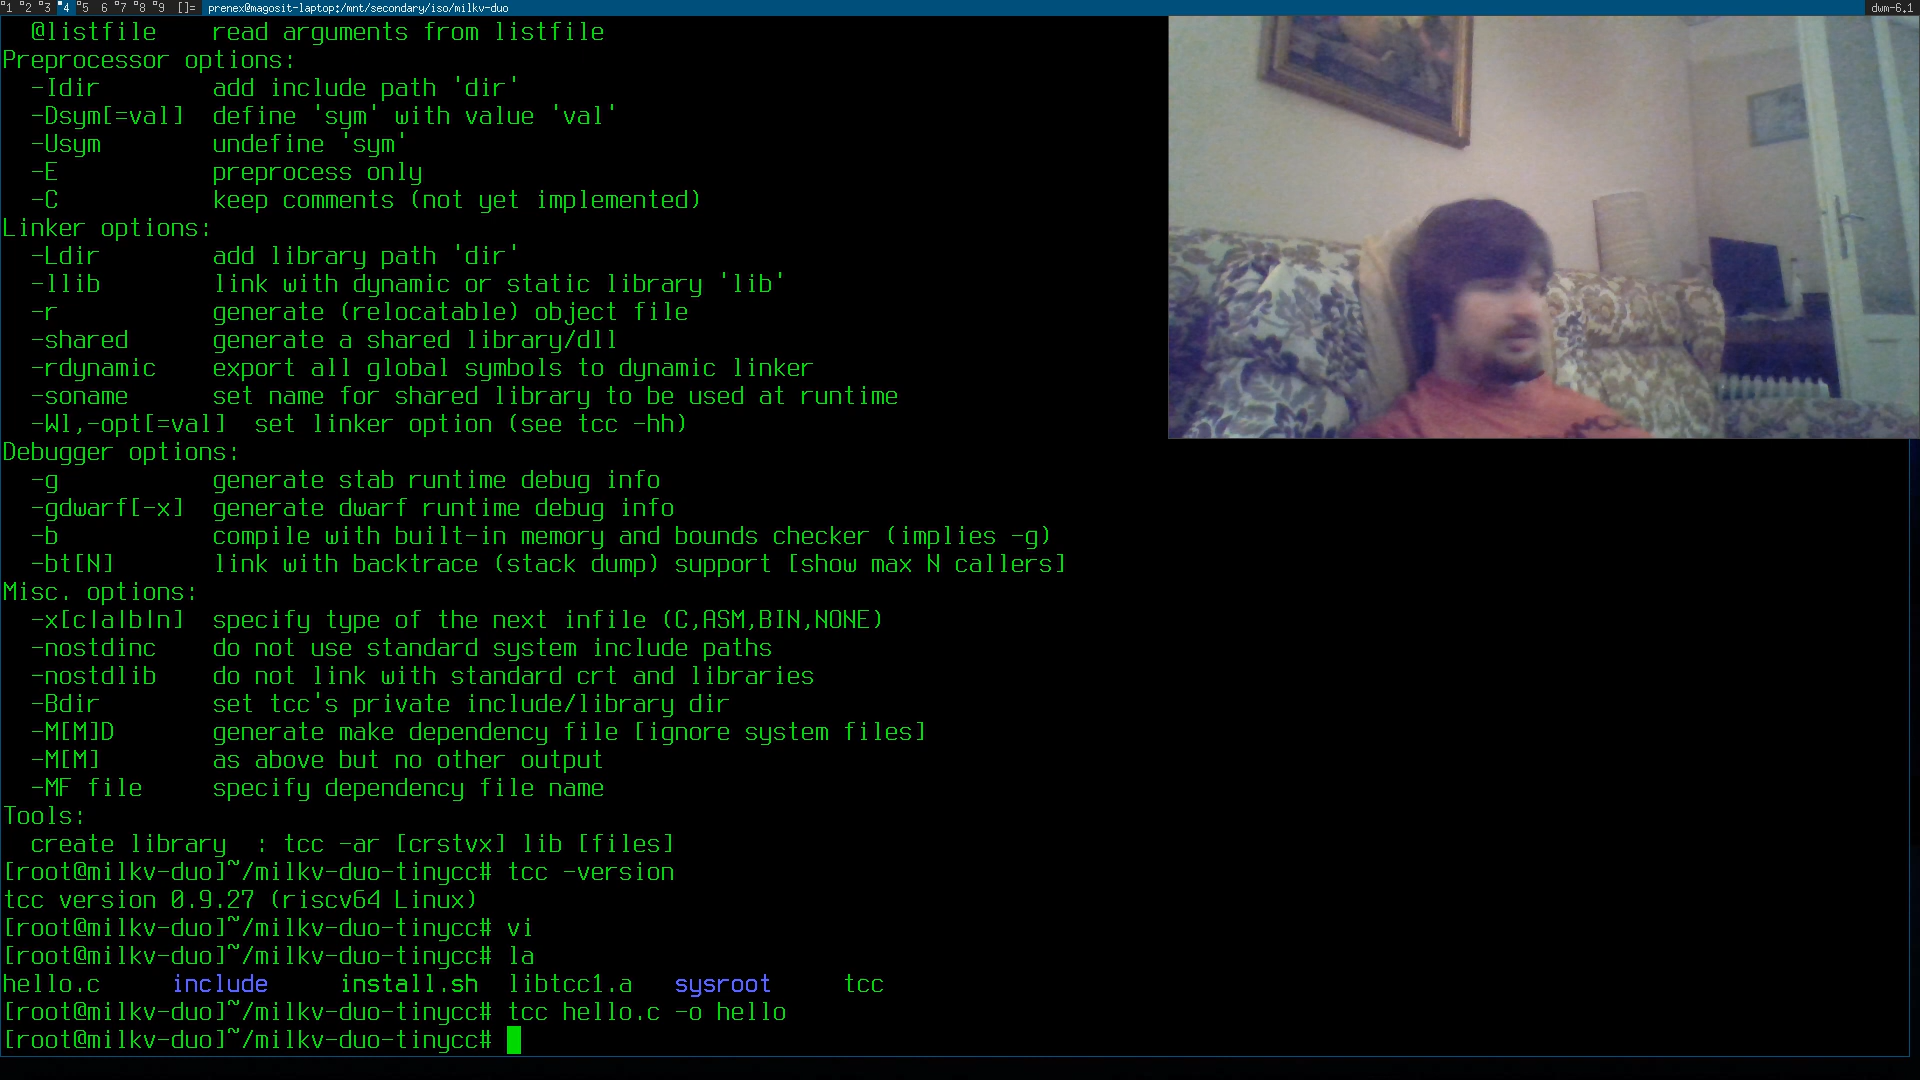 1 2 3 4 5 6 7 8 9 []= prenex@magosit-laptop:/mnt/secondary/iso/milkv-duo dwm-6.1
@listfile read arguments from listfile
Preprocessor options:
-Idir add include path 'dir'
-Dsym[=val] define 'sym' with value 'val'
-Usym undefine 'sym'
-E preprocess only
-C keep comments (not yet implemented)
Linker options:
-Ldir add library path 'dir'
-llib link with dynamic or static library 'lib'
-r generate (relocatable) object file
-shared generate a shared library/dll
-rdynamic export all global symbols to dynamic linker
-soname set name for shared library to be used at runtime
-Wl,-opt[=val] set linker option (see tcc -hh)
Debugger options:
-g generate stab runtime debug info
-gdwarf[-x] generate dwarf runtime debug info
-b compile with built-in memory and bounds checker (implies -g)
-bt[N] link with backtrace (stack dump) support [show max N callers]
Misc. options:
-x[c|a|b|n] specify type of the next infile (C,ASM,BIN,NONE)
-nostdinc do not use standard system include paths
-nostdlib do not link with standard crt and libraries
-Bdir set tcc's private include/library dir
-M[M]D generate make dependency file [ignore system files]
-M[M] as above but no other output
-MF file specify dependency file name
Tools:
create library : tcc -ar [crstvx] lib [files]
[root@milkv-duo]~/milkv-duo-tinycc# tcc -version
tcc version 0.9.27 (riscv64 Linux)
[root@milkv-duo]~/milkv-duo-tinycc# vi
[root@milkv-duo]~/milkv-duo-tinycc# la
hello.c include install.sh libtcc1.a sysroot tcc
[root@milkv-duo]~/milkv-duo-tinycc# tcc hello.c -o hello
[root@milkv-duo]~/milkv-duo-tinycc#